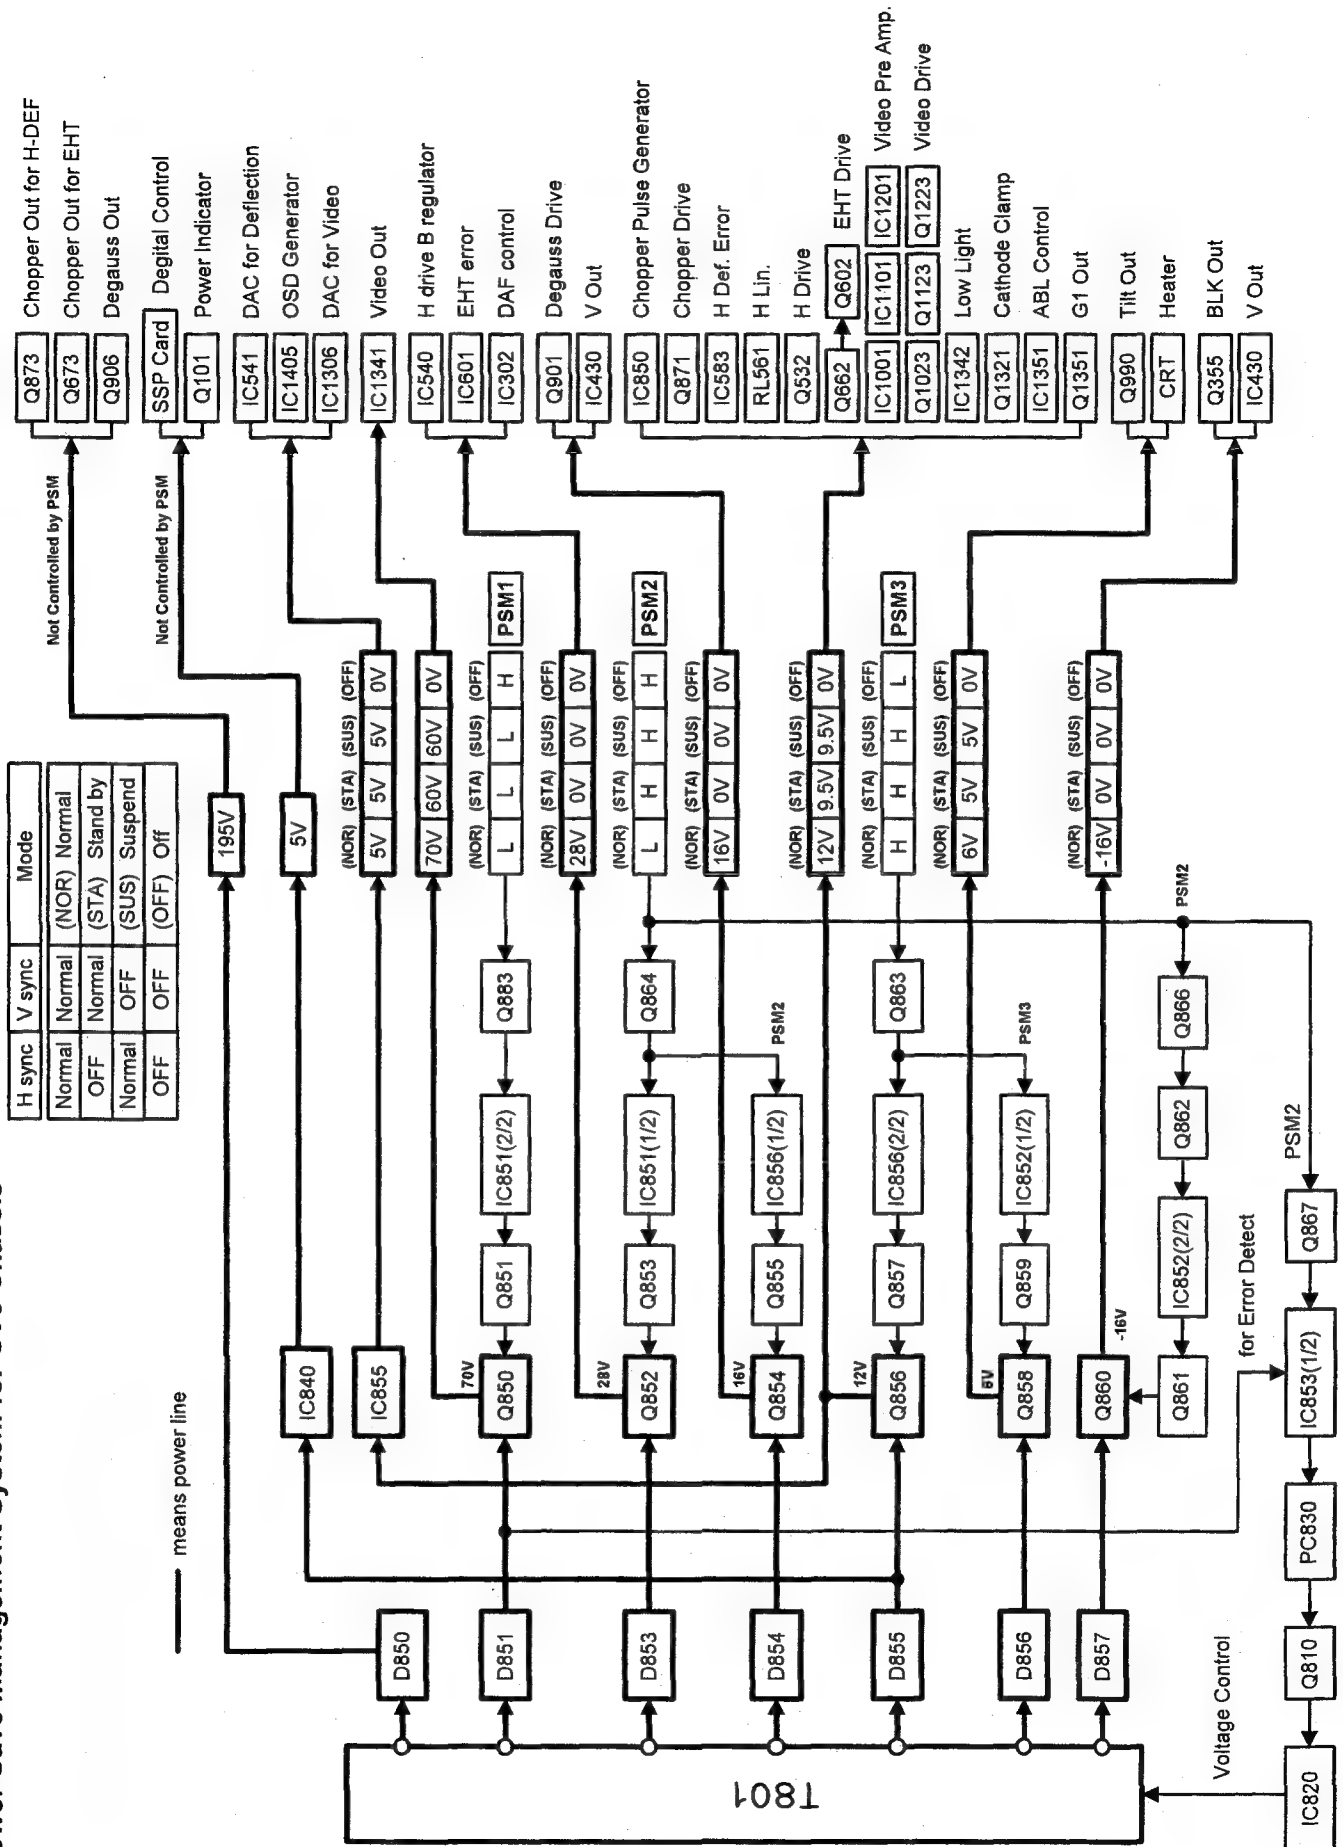 H sync V sync Mode
Normal Normal (NOR) Normal
OFF Normal (STA) Stand by
Normal OFF (SUS) Suspend
OFF OFF (OFF) Off
means power line
T801
D850
195V
Not Controlled by PSM
Q873 Chopper Out for H-DEF
Q673 Chopper Out for EHT
Q906 Degauss Out
IC840
5V
Not Controlled by PSM
SSP Card Degital Control
Q101 Power Indicator
IC855
(NOR) (STA) (SUS) (OFF)
5V 5V 5V 0V
IC541 DAC for Deflection
IC1405 OSD Generator
IC1306 DAC for Video
70V 60V 60V 0V
IC1341 Video Out
D851
70V
Q850
Q851
IC851(2/2)
Q883
(NOR) (STA) (SUS) (OFF)
L L L H
PSM1
(NOR) (STA) (SUS) (OFF)
28V 0V 0V 0V
IC540 H drive B regulator
IC601 EHT error
IC302 DAF control
D853
28V
Q852
Q853
IC851(1/2)
Q864
(NOR) (STA) (SUS) (OFF)
L H H H
PSM2
D854
16V
Q854
Q855
IC856(1/2)
PSM2
(NOR) (STA) (SUS) (OFF)
16V 0V 0V 0V
Q901 Degauss Drive
IC430 V Out
(NOR) (STA) (SUS) (OFF)
12V 9.5V 9.5V 0V
IC850 Chopper Pulse Generator
Q871 Chopper Drive
IC583 H Def. Error
RL561 H Lin.
Q532 H Drive
Q662 Q602 EHT Drive
IC1001 IC1101 IC1201 Video Pre Amp.
Q1023 Q1123 Q1223 Video Drive
IC1342 Low Light
Q1321 Cathode Clamp
IC1351 ABL Control
Q1351 G1 Out
D855
12V
Q856
Q857
IC856(2/2)
Q863
(NOR) (STA) (SUS) (OFF)
H H H L
PSM3
D856
6V
Q858
Q859
IC852(1/2)
PSM3
(NOR) (STA) (SUS) (OFF)
6V 5V 5V 0V
Q990 Tilt Out
CRT Heater
D857
-16V
Q860
(NOR) (STA) (SUS) (OFF)
-16V 0V 0V 0V
Q355 BLK Out
IC430 V Out
Q861
IC852(2/2)
Q862
Q866
PSM2
Voltage Control
for Error Detect
PSM2
IC820
Q810
PC830
IC853(1/2)
Q867